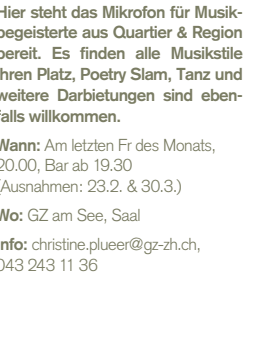 Hier steht das Mikrofon für Musik-
begeisterte aus Quartier & Region
bereit. Es finden alle Musikstile
ihren Platz, Poetry Slam, Tanz und
weitere Darbietungen sind eben-
falls willkommen.
Wann: Am letzten Fr des Monats,
20.00, Bar ab 19.30
(Ausnahmen: 23.2. & 30.3.)
Wo: GZ am See, Saal
Info: christine.plueer@gz-zh.ch,
043 243 11 36